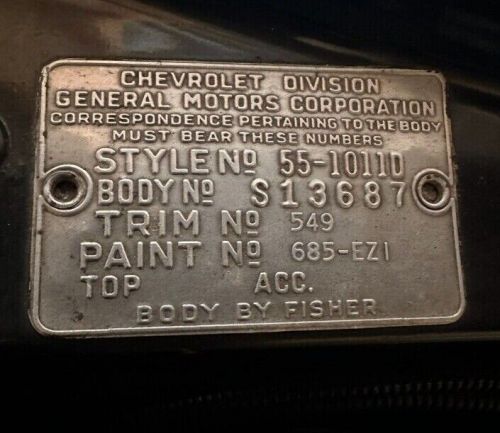 CHEVROLET DIVISION
GENERAL MOTORS CORPORATION
CORRESPONDENCE PERTAINING TO THE BODY
MUST BEAR THESE NUMBERS
STYLE No 55-1011D
BODY No S13687
TRIM No 549
PAINT No 685-EZI
TOP ACC.
BODY BY FISHER